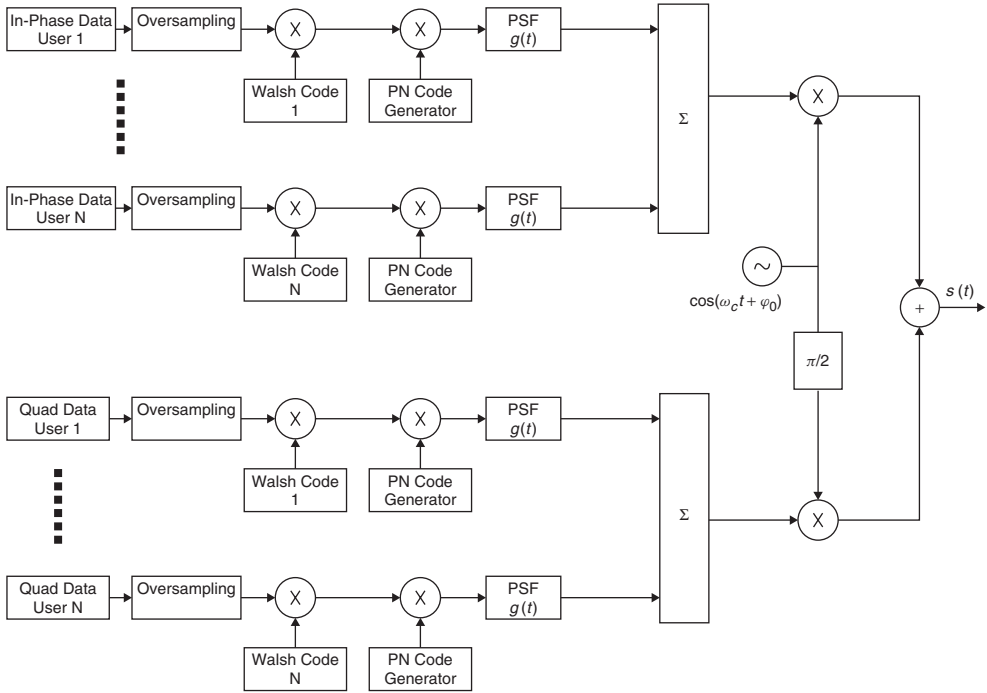 In-Phase Data
User 1
Oversampling
X
X
PSF
g(t)
Walsh Code
1
PN Code
Generator
Σ
X
In-Phase Data
User N
Oversampling
X
X
PSF
g(t)
Walsh Code
N
PN Code
Generator
~
cos(ω_c t + φ_0)
+
s (t)
π/2
Quad Data
User 1
Oversampling
X
X
PSF
g(t)
Walsh Code
1
PN Code
Generator
Σ
X
Quad Data
User N
Oversampling
X
X
PSF
g(t)
Walsh Code
N
PN Code
Generator